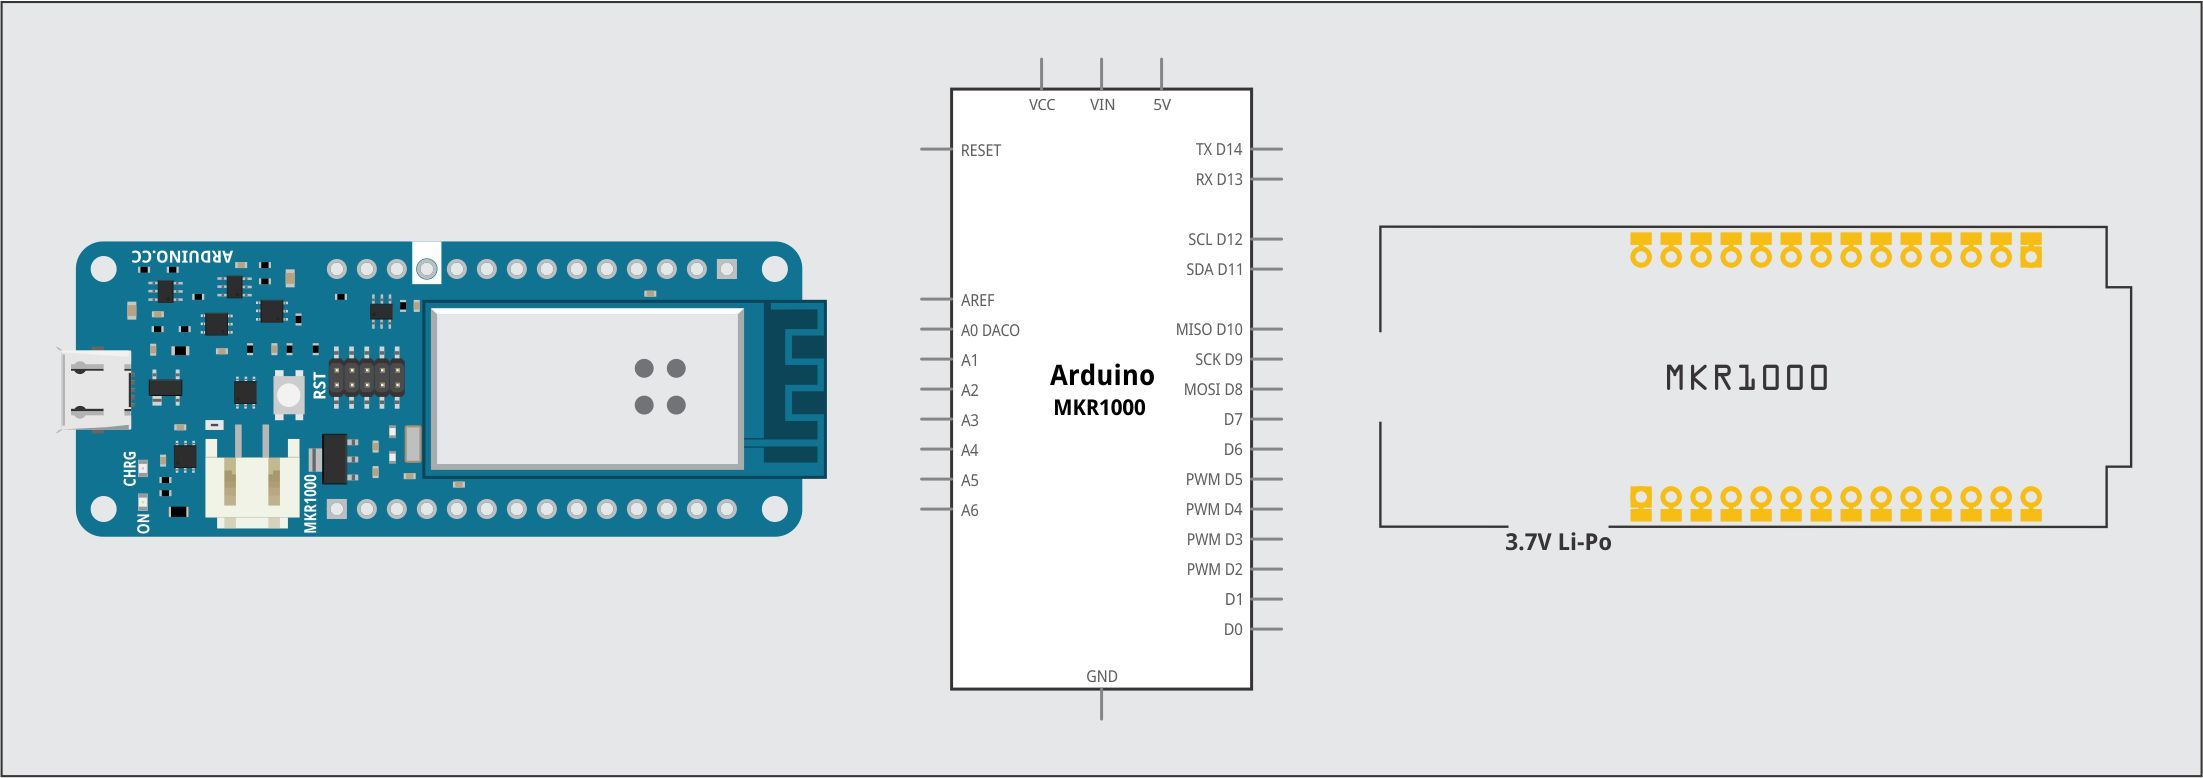 ARDUINO.CC
RST
CHRG
ON
MKR1000
VCC VIN 5V
RESET
AREF
A0 DACO
A1
A2
A3
A4
A5
A6
TX D14
RX D13
SCL D12
SDA D11
MISO D10
SCK D9
MOSI D8
D7
D6
PWM D5
PWM D4
PWM D3
PWM D2
D1
D0
Arduino
MKR1000
GND
MKR1000
3.7V Li-Po